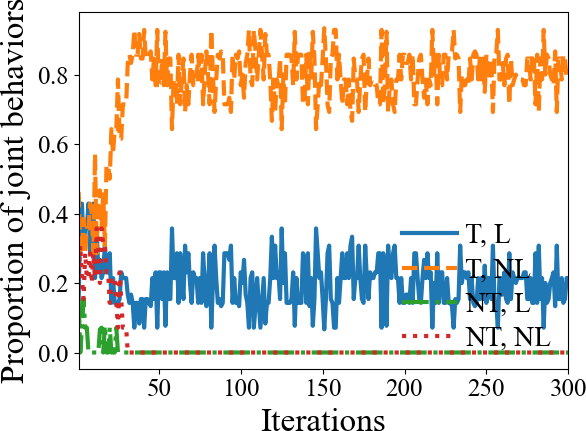 Proportion of joint behaviors
0.8
0.6
0.4
0.2
0.0
T, L
T, NL
NT, L
NT, NL
50
100
150
200
250
300
Iterations